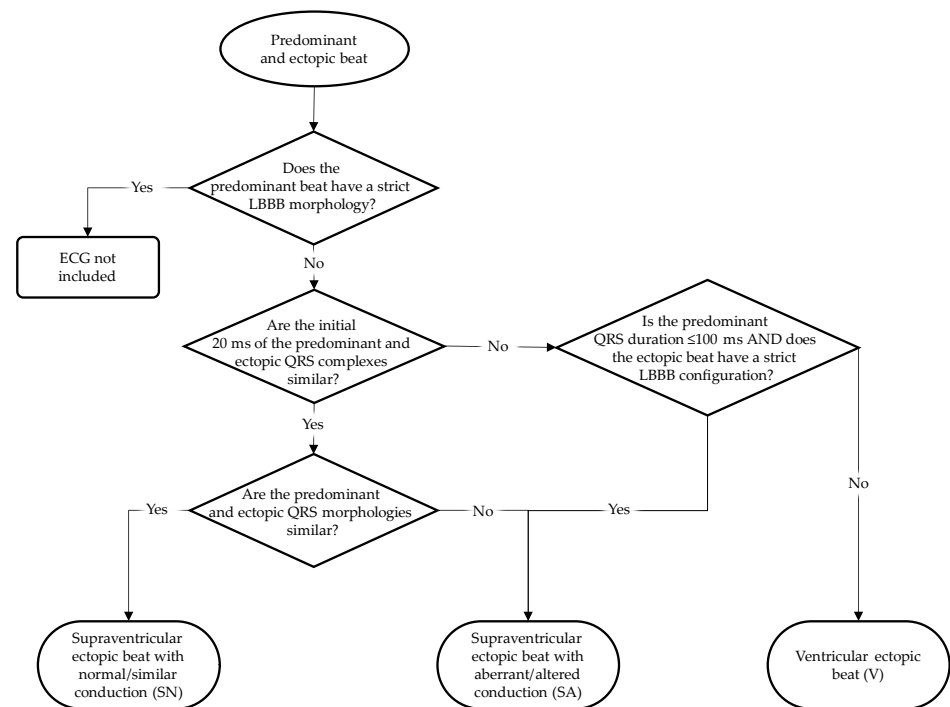 Predominant
and ectopic beat
Does the
predominant beat have a strict
LBBB morphology?
Yes
ECG not
included
No
Are the initial
20 ms of the predominant and
ectopic QRS complexes
similar?
No
Is the predominant
QRS duration ≤100 ms AND does
the ectopic beat have a strict
LBBB configuration?
Yes
Are the predominant
and ectopic QRS morphologies
similar?
Yes
No
Yes
No
Supraventricular
ectopic beat with
normal/similar
conduction (SN)
Supraventricular
ectopic beat with
aberrant/altered
conduction (SA)
Ventricular ectopic
beat (V)